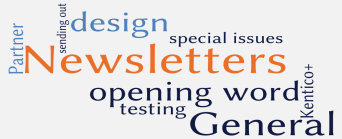 Partner
sending out
design
special issues
Newsletters
opening word
Kentico+
testing
General